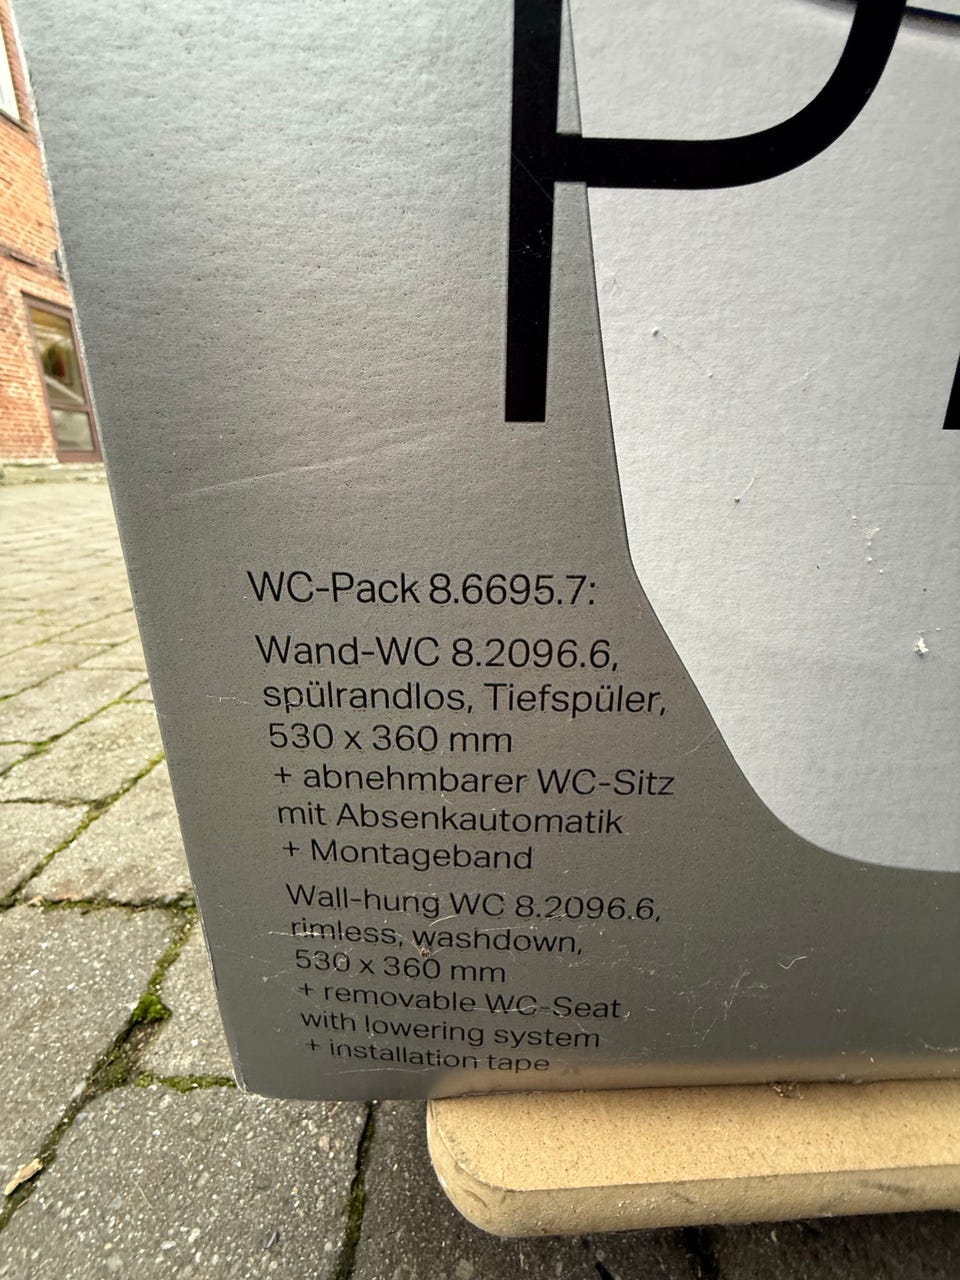 P
WC-Pack 8.6695.7:
Wand-WC 8.2096.6,
spülrandlos, Tiefspüler,
530 x 360 mm
+ abnehmbarer WC-Sitz
mit Absenkautomatik
+ Montageband
Wall-hung WC 8.2096.6,
rimless, washdown,
530 x 360 mm
+ removable WC-Seat
with lowering system
+ installation tape